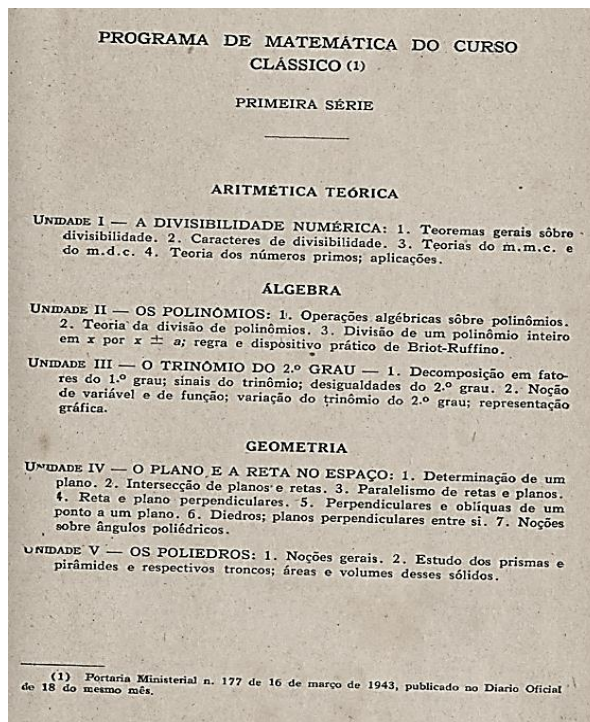 PROGRAMA DE MATEMÁTICA DO CURSO
CLÁSSICO (1)
PRIMEIRA SÉRIE
ARITMÉTICA TEÓRICA
UNIDADE I — A DIVISIBILIDADE NUMÉRICA: 1. Teoremas gerais sôbre
divisibilidade. 2. Caracteres de divisibilidade. 3. Teorias do m.m.c. e
do m.d.c. 4. Teoria dos números primos; aplicações.
ÁLGEBRA
UNIDADE II — OS POLINÔMIOS: 1. Operações algébricas sôbre polinômios.
2. Teoria da divisão de polinômios. 3. Divisão de um polinômio inteiro
em x por x ± a; regra e dispositivo prático de Briot-Ruffino.
UNIDADE III — O TRINÔMIO DO 2.º GRAU — 1. Decomposição em fato-
res do 1.º grau; sinais do trinômio; desigualdades do 2.º grau. 2. Noção
de variável e de função; variação do trinômio do 2.º grau; representação
gráfica.
GEOMETRIA
UNIDADE IV — O PLANO E A RETA NO ESPAÇO: 1. Determinação de um
plano. 2. Intersecção de planos e retas. 3. Paralelismo de retas e planos.
4. Reta e plano perpendiculares. 5. Perpendiculares e oblíquas de um
ponto a um plano. 6. Diedros; planos perpendiculares entre si. 7. Noções
sobre ângulos poliédricos.
UNIDADE V — OS POLIEDROS: 1. Noções gerais. 2. Estudo dos prismas e
pirâmides e respectivos troncos; áreas e volumes desses sólidos.
(1) Portaria Ministerial n. 177 de 16 de março de 1943, publicado no Diario Oficial
de 18 do mesmo mês.